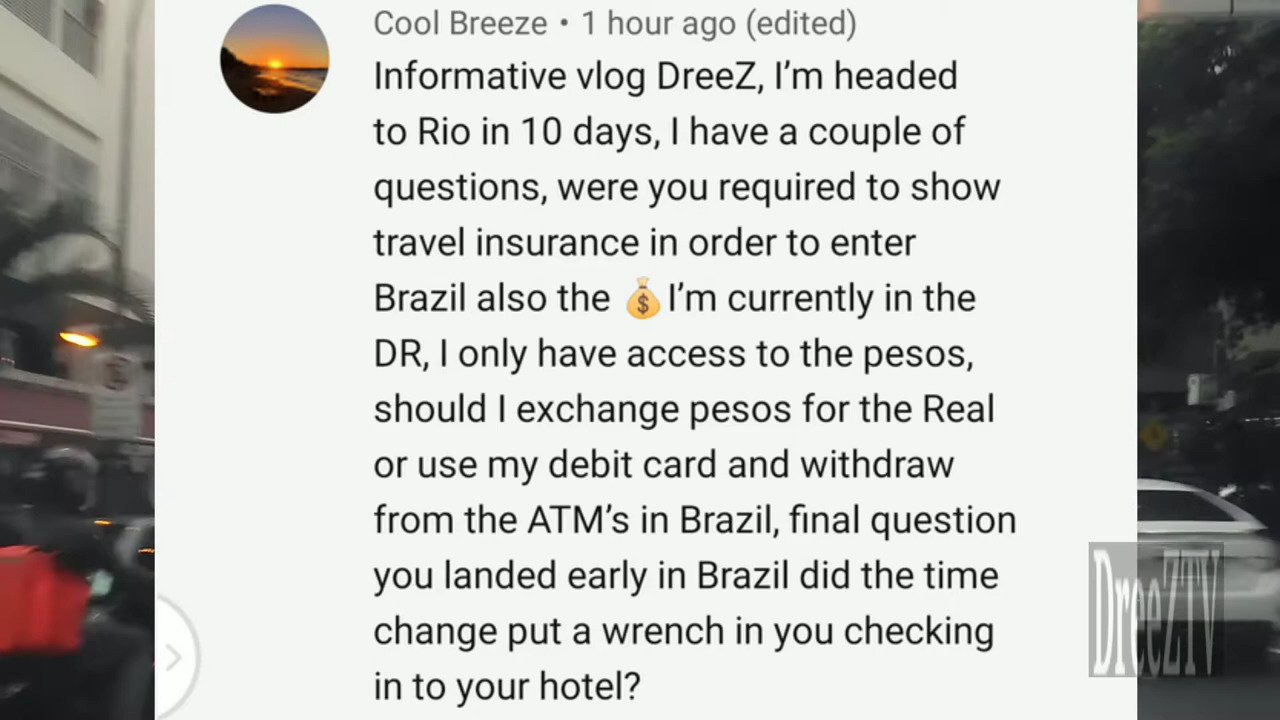 Cool Breeze • 1 hour ago (edited)
Informative vlog DreeZ, I’m headed
to Rio in 10 days, I have a couple of
questions, were you required to show
travel insurance in order to enter
Brazil also the 💰 I’m currently in the
DR, I only have access to the pesos,
should I exchange pesos for the Real
or use my debit card and withdraw
from the ATM’s in Brazil, final question
you landed early in Brazil did the time
change put a wrench in you checking
in to your hotel?
DreeZTV